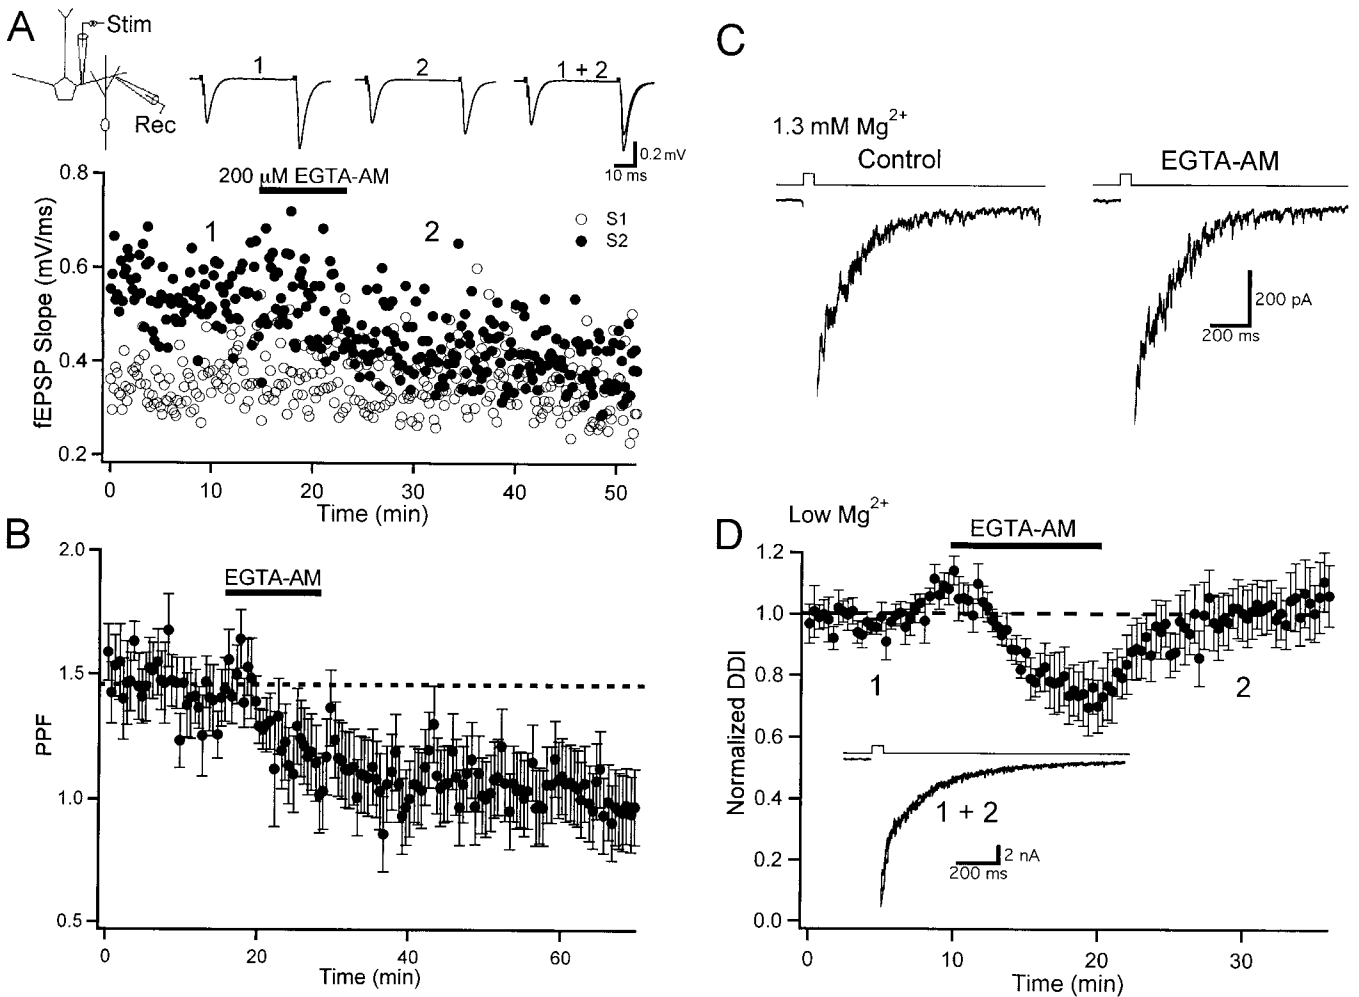 A
Stim
Rec
1
2
1 + 2
0.2 mV
10 ms
200 µM EGTA-AM
S1
S2
1
2
0.8
0.6
0.4
0.2
fEPSP Slope (mV/ms)
0
10
20
30
40
50
Time (min)
B
EGTA-AM
2.0
1.5
1.0
0.5
PPF
0
20
40
60
Time (min)
C
1.3 mM Mg2+
Control
EGTA-AM
200 pA
200 ms
D
Low Mg2+
EGTA-AM
1.2
1.0
0.8
0.6
0.4
0.2
0.0
Normalized DDI
1
2
1 + 2
2 nA
200 ms
0
10
20
30
Time (min)